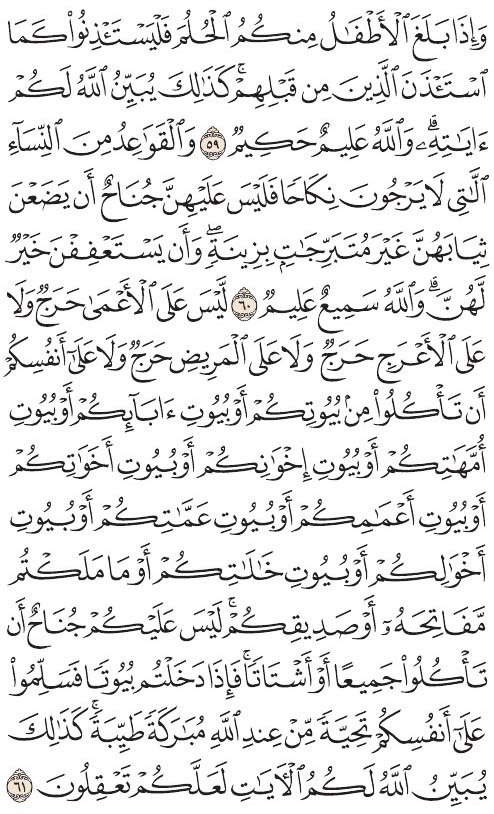 وَإِذَا بَلَغَ ٱلْأَطْفَٰلُ مِنكُمُ ٱلْحُلُمَ فَلْيَسْتَـْٔذِنُوا۟ كَمَا
ٱسْتَـْٔذَنَ ٱلَّذِينَ مِن قَبْلِهِمْ ۚ كَذَٰلِكَ يُبَيِّنُ ٱللَّهُ لَكُمْ
ءَايَٰتِهِۦ ۗ وَٱللَّهُ عَلِيمٌ حَكِيمٌ ٥٩ وَٱلْقَوَٰعِدُ مِنَ ٱلنِّسَآءِ
ٱلَّٰتِى لَا يَرْجُونَ نِكَاحًا فَلَيْسَ عَلَيْهِنَّ جُنَاحٌ أَن يَضَعْنَ
ثِيَابَهُنَّ غَيْرَ مُتَبَرِّجَٰتٍۭ بِزِينَةٍ ۖ وَأَن يَسْتَعْفِفْنَ خَيْرٌ
لَّهُنَّ ۗ وَٱللَّهُ سَمِيعٌ عَلِيمٌ ٦٠ لَّيْسَ عَلَى ٱلْأَعْمَىٰ حَرَجٌ وَلَا
عَلَى ٱلْأَعْرَجِ حَرَجٌ وَلَا عَلَى ٱلْمَرِيضِ حَرَجٌ وَلَا عَلَىٰٓ أَنفُسِكُمْ
أَن تَأْكُلُوا۟ مِنۢ بُيُوتِكُمْ أَوْ بُيُوتِ ءَابَآئِكُمْ أَوْ بُيُوتِ
أُمَّهَٰتِكُمْ أَوْ بُيُوتِ إِخْوَٰنِكُمْ أَوْ بُيُوتِ أَخَوَٰتِكُمْ
أَوْ بُيُوتِ أَعْمَٰمِكُمْ أَوْ بُيُوتِ عَمَّٰتِكُمْ أَوْ بُيُوتِ
أَخْوَٰلِكُمْ أَوْ بُيُوتِ خَٰلَٰتِكُمْ أَوْ مَا مَلَكْتُم
مَّفَاتِحَهُۥٓ أَوْ صَدِيقِكُمْ ۚ لَيْسَ عَلَيْكُمْ جُنَاحٌ أَن
تَأْكُلُوا۟ جَمِيعًا أَوْ أَشْتَاتًا ۚ فَإِذَا دَخَلْتُم بُيُوتًا فَسَلِّمُوا۟
عَلَىٰٓ أَنفُسِكُمْ تَحِيَّةً مِّنْ عِندِ ٱللَّهِ مُبَٰرَكَةً طَيِّبَةً ۚ كَذَٰلِكَ
يُبَيِّنُ ٱللَّهُ لَكُمُ ٱلْءَايَٰتِ لَعَلَّكُمْ تَعْقِلُونَ ٦١